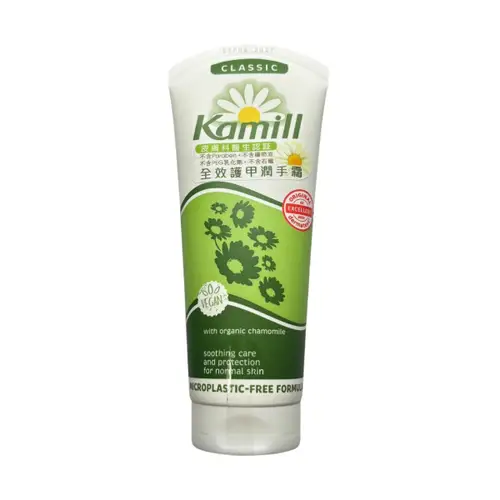 CLASSIC
Kamill
皮膚科醫生認証
不含Paraben，不含礦物油
不含PEG乳化劑，不含石蠟
全效護甲潤手霜
ORIGINAL
EXCELLENT
dermatest
SO
VEGAN
with organic chamomile
soothing care
and protection
for normal skin
MICROPLASTIC-FREE FORMULA